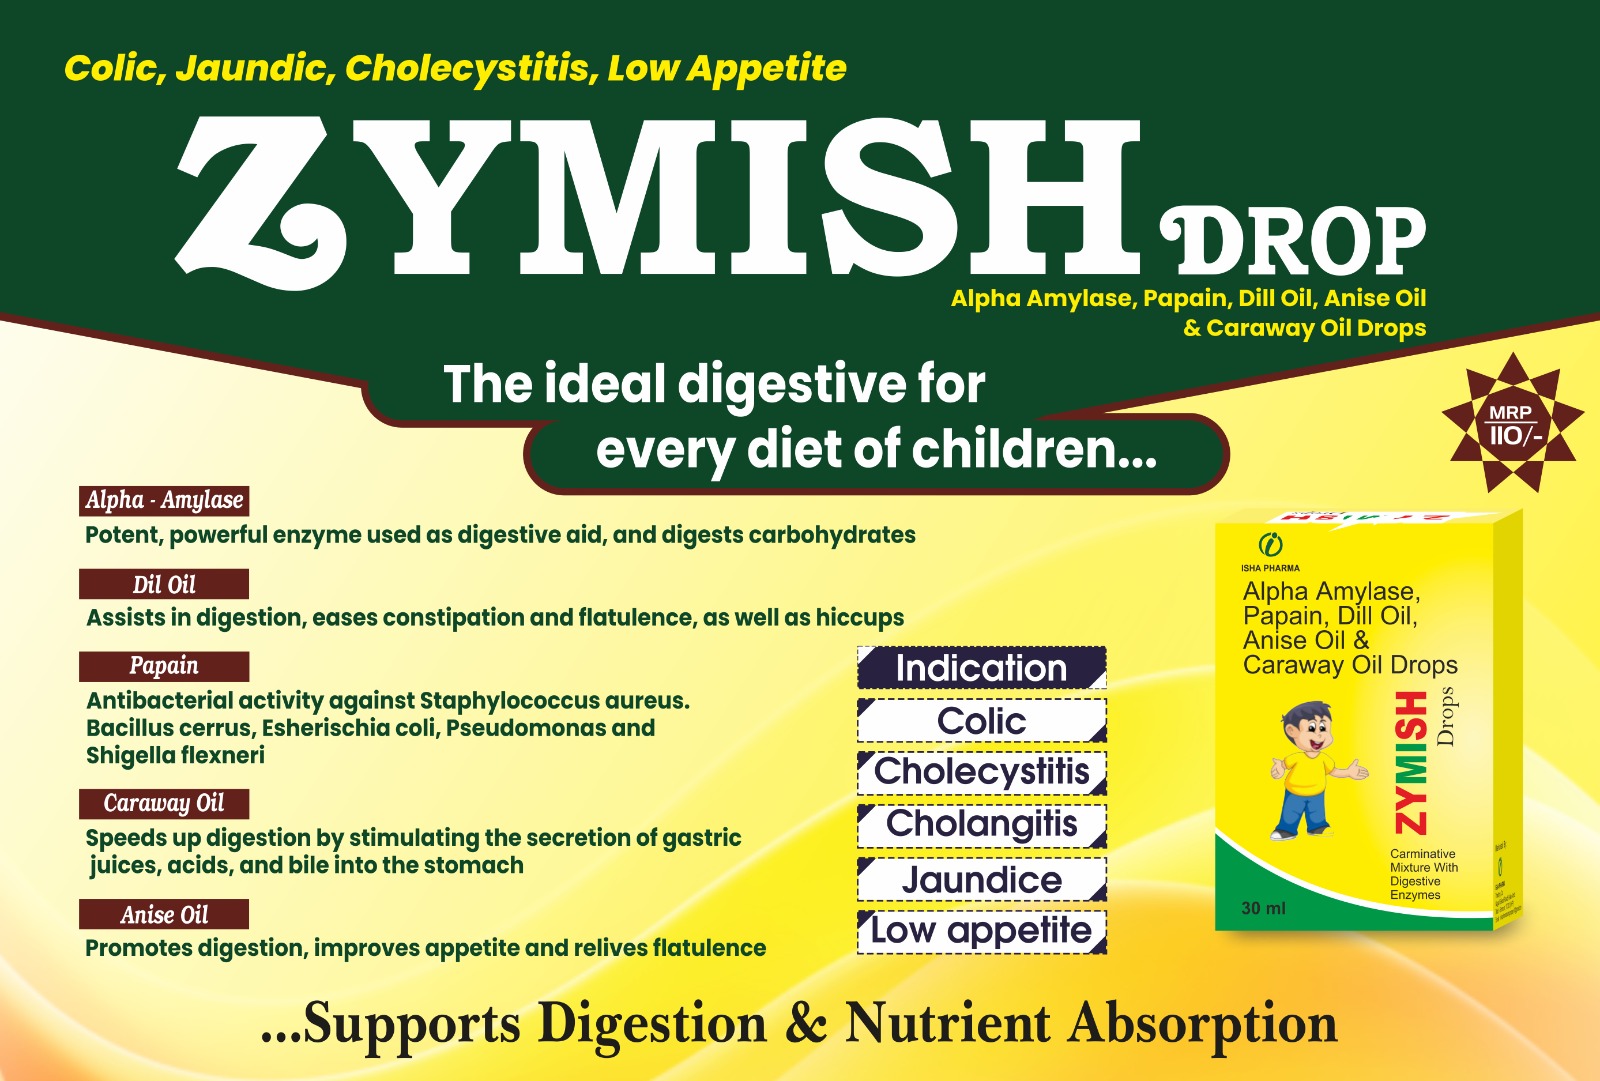 Colic, Jaundic, Cholecystitis, Low Appetite
ZYMISH DROP
Alpha Amylase, Papain, Dill Oil, Anise Oil
& Caraway Oil Drops
The ideal digestive for
every diet of children...
MRP
110/-
Alpha - Amylase
Potent, powerful enzyme used as digestive aid, and digests carbohydrates
Dil Oil
Assists in digestion, eases constipation and flatulence, as well as hiccups
Papain
Antibacterial activity against Staphylococcus aureus.
Bacillus cerrus, Esherischia coli, Pseudomonas and
Shigella flexneri
Caraway Oil
Speeds up digestion by stimulating the secretion of gastric
juices, acids, and bile into the stomach
Anise Oil
Promotes digestion, improves appetite and relives flatulence
Indication
Colic
Cholecystitis
Cholangitis
Jaundice
Low appetite
ZYMISH
ISHA PHARMA
Alpha Amylase,
Papain, Dill Oil,
Anise Oil &
Caraway Oil Drops
ZYMISH
Drops
Carminative
Mixture With
Digestive
Enzymes
30 ml
...Supports Digestion & Nutrient Absorption